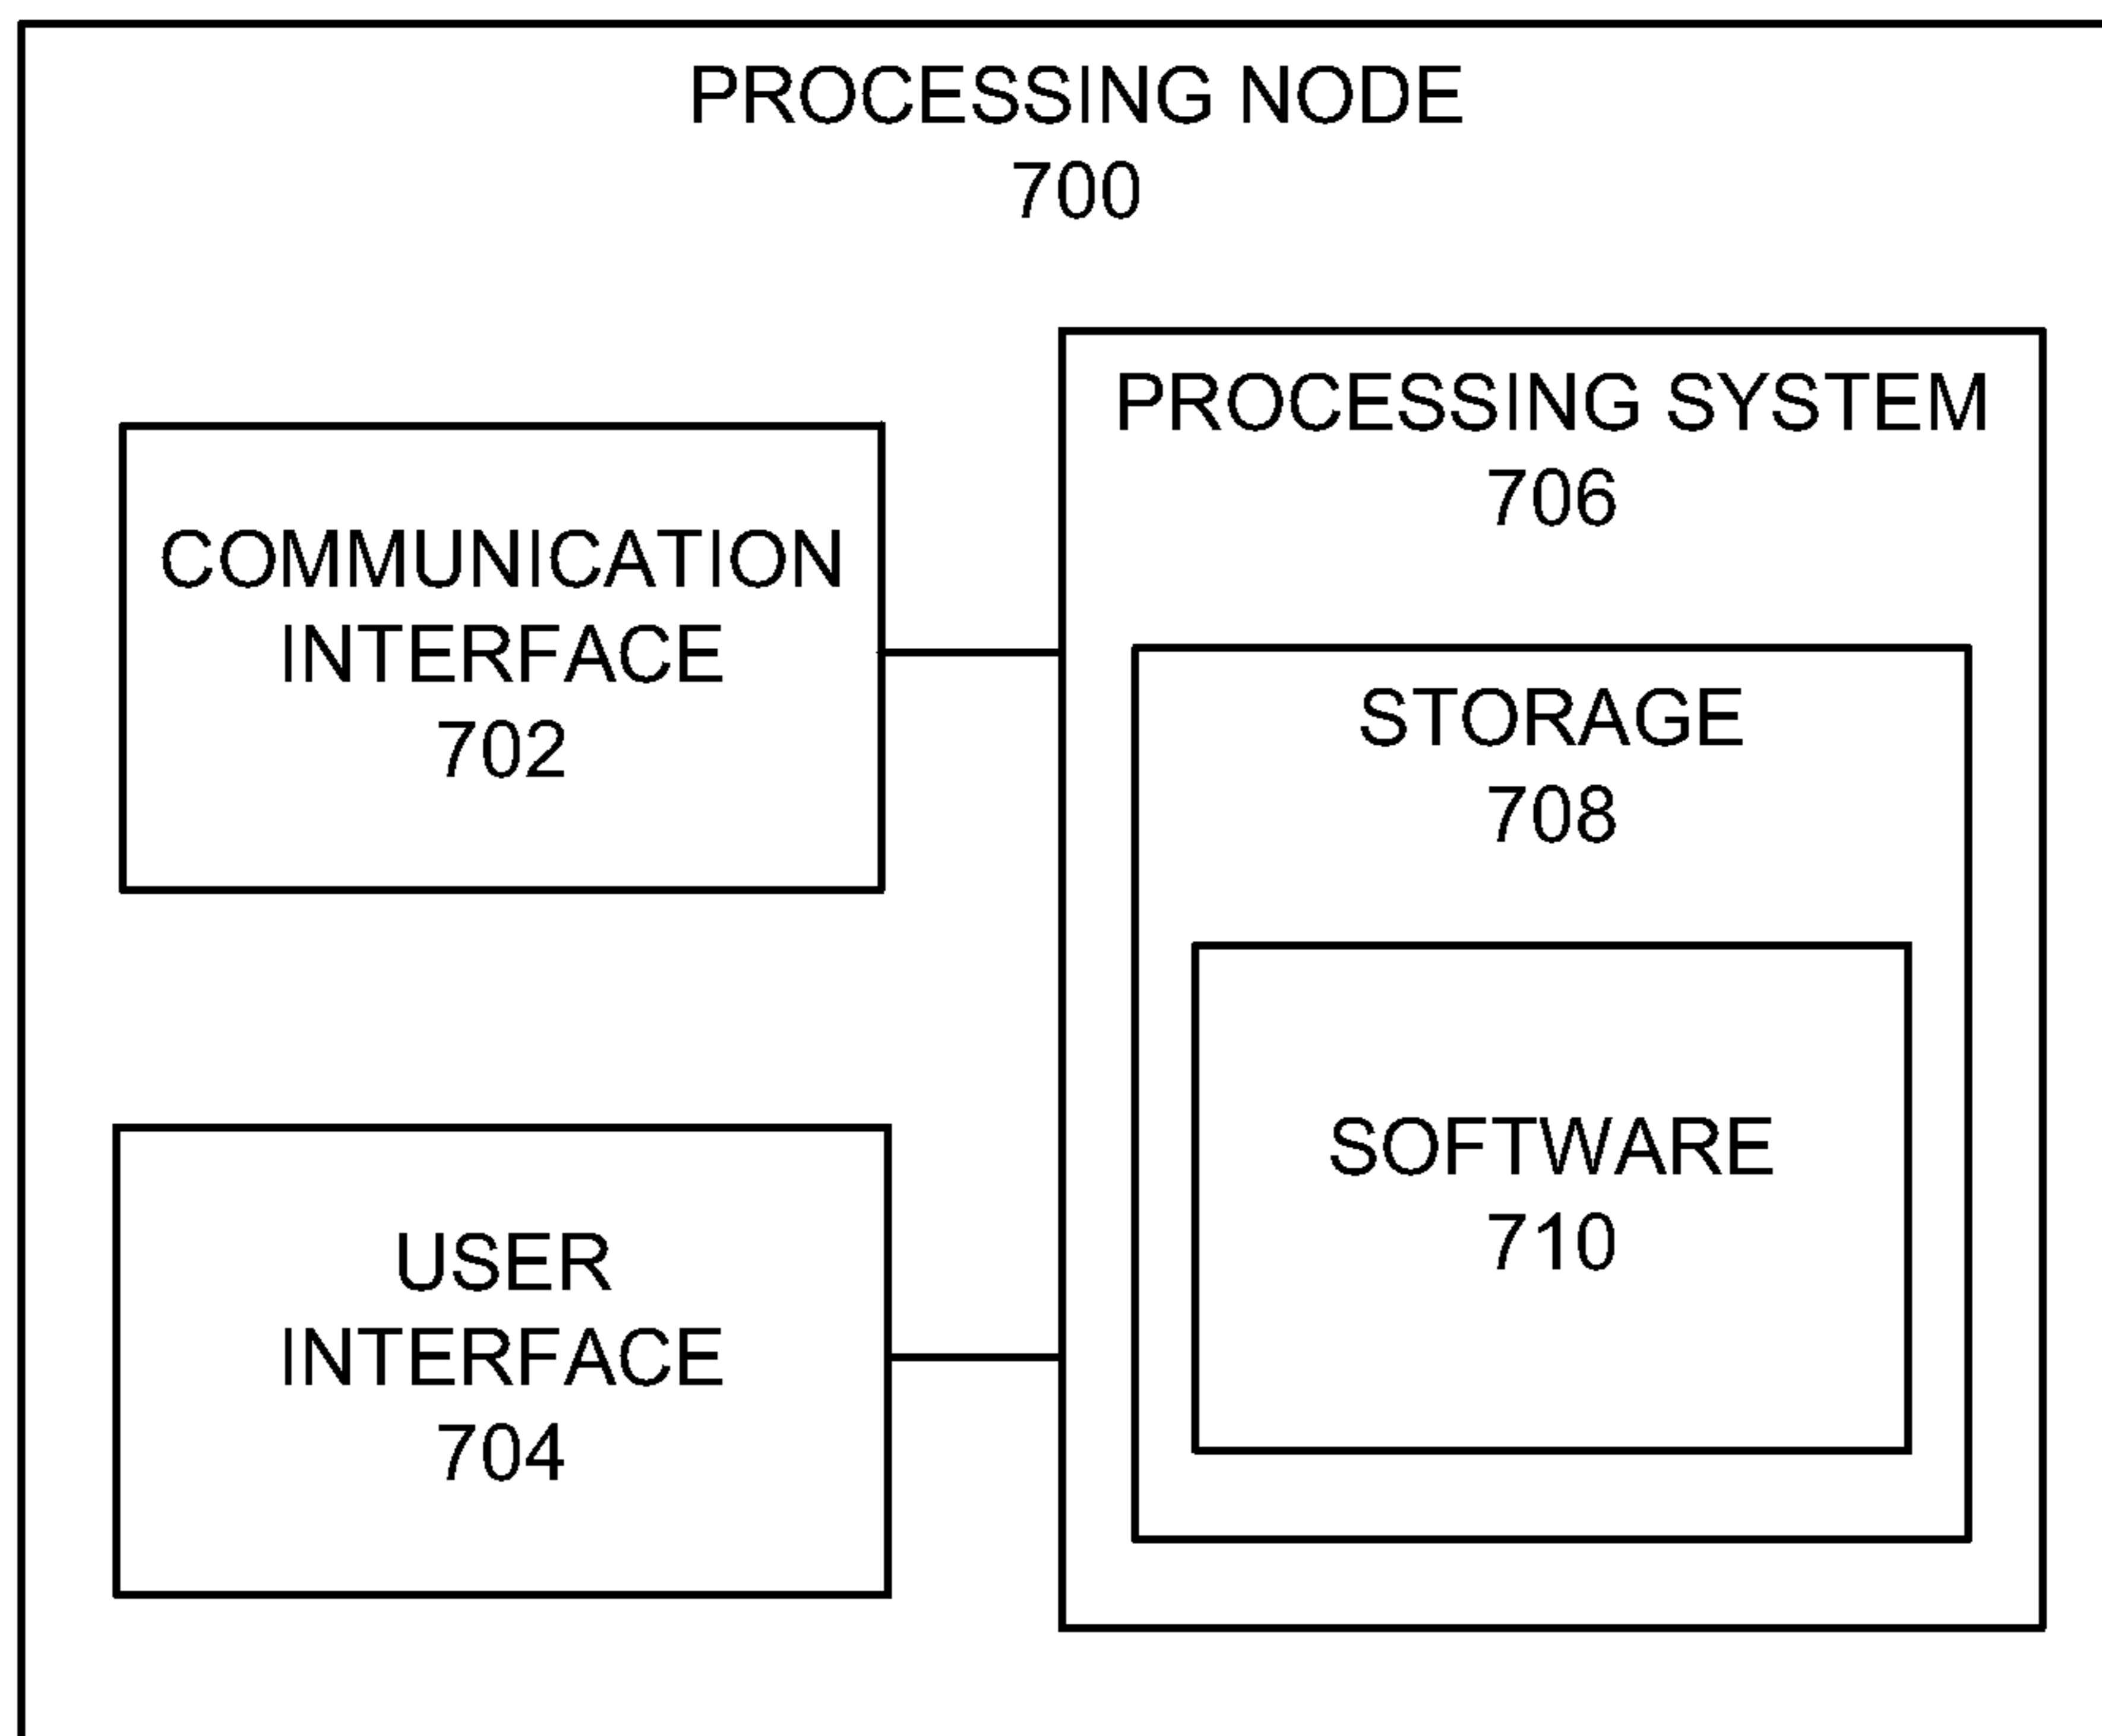 PROCESSING NODE
700
PROCESSING SYSTEM
706
COMMUNICATION
INTERFACE
702
STORAGE
708
SOFTWARE
710
USER
INTERFACE
704